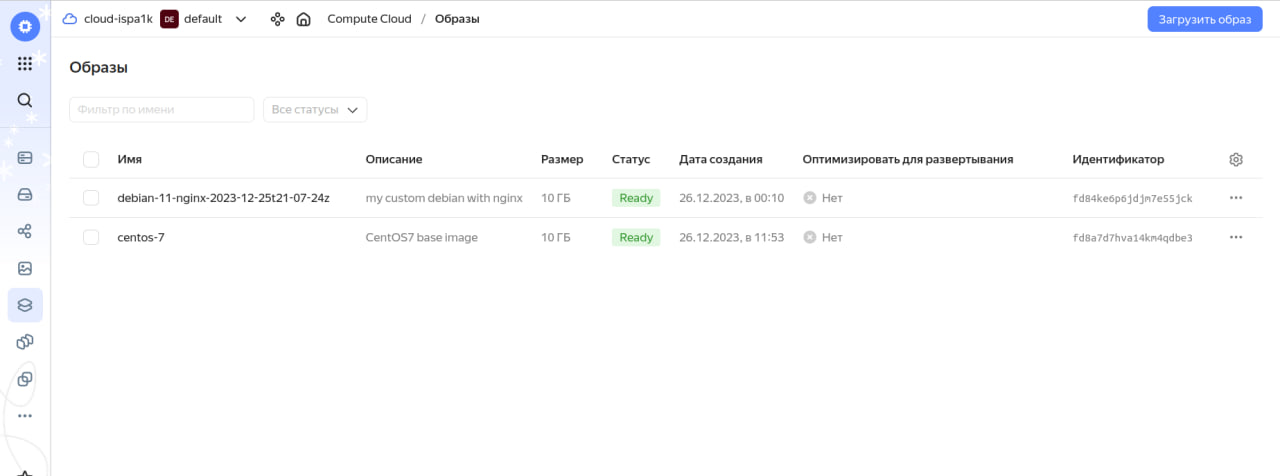 cloud-ispa1k DE default Compute Cloud / Образы Загрузить образ
Образы
Фильтр по имени Все статусы
Имя Описание Размер Статус Дата создания Оптимизировать для развертывания Идентификатор
debian-11-nginx-2023-12-25t21-07-24z my custom debian with nginx 10 ГБ Ready 26.12.2023, в 00:10 Нет fd84ke6p6jdjm7e55jck
centos-7 CentOS7 base image 10 ГБ Ready 26.12.2023, в 11:53 Нет fd8a7d7hva14km4qdbe3